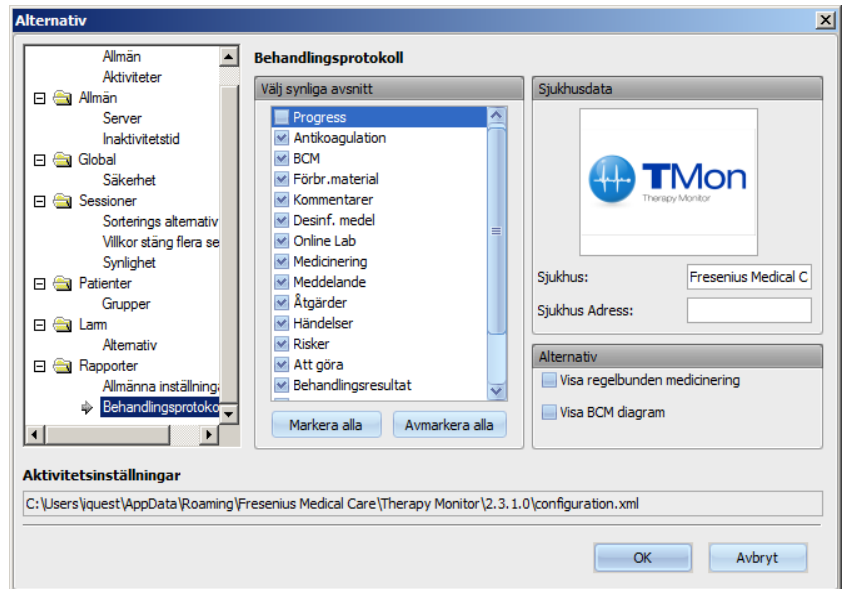 Alternativ
Allmän
Aktiviteter
Allmän
Server
Inaktivitetstid
Global
Säkerhet
Sessioner
Sorterings alternativ
Villkor stäng flera se
Synlighet
Patienter
Grupper
Larm
Alternativ
Rapporter
Allmänna inställninga
Behandlingsprotoko
Behandlingsprotokoll
Välj synliga avsnitt
Progress
Antikoagulation
BCM
Förbr.material
Kommentarer
Desinf. medel
Online Lab
Medicinering
Meddelande
Åtgärder
Händelser
Risker
Att göra
Behandlingsresultat
Markera alla
Avmarkera alla
Sjukhusdata
TMon
Therapy Monitor
Sjukhus: Fresenius Medical C
Sjukhus Adress:
Alternativ
Visa regelbunden medicinering
Visa BCM diagram
Aktivitetsinställningar
C:\Users\iquest\AppData\Roaming\Fresenius Medical Care\Therapy Monitor\2.3.1.0\configuration.xml
OK
Avbryt